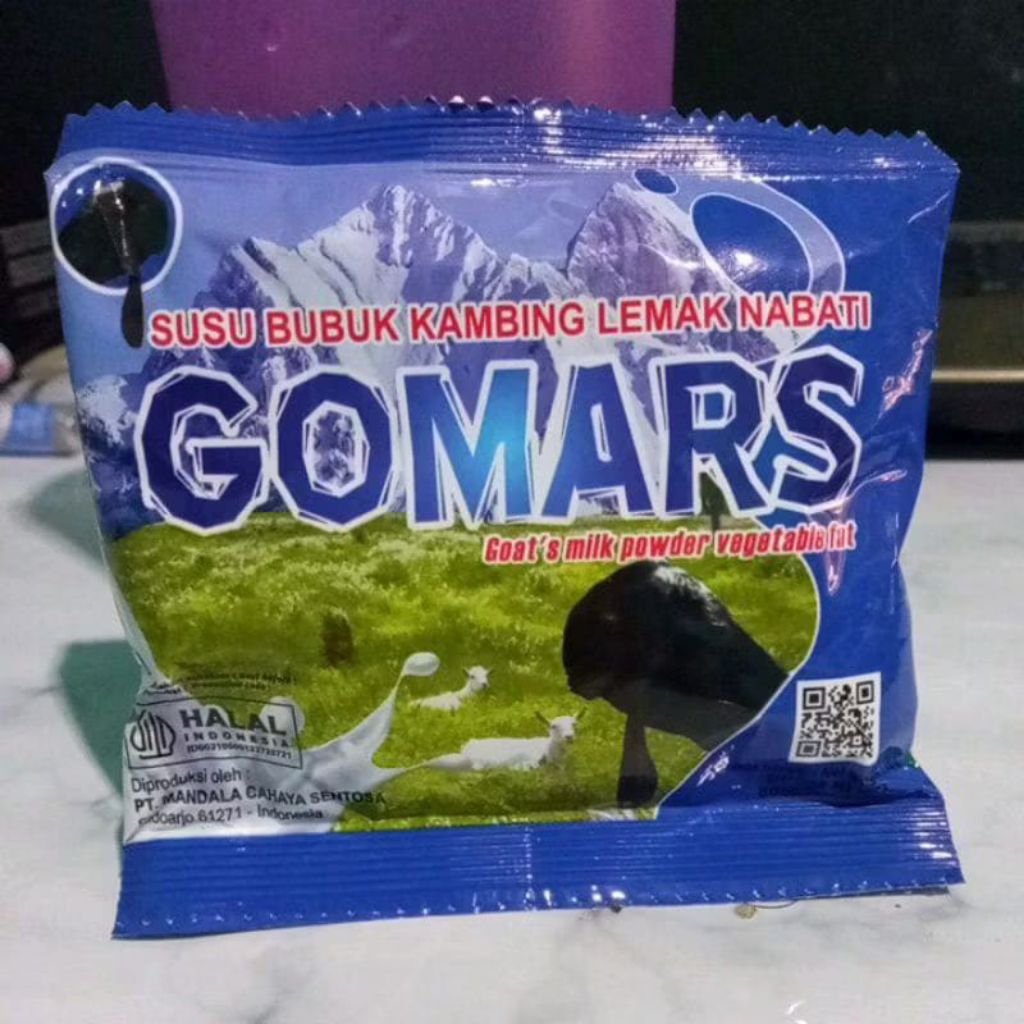 SUSU BUBUK KAMBING LEMAK NABATI
GOMARS
Goat's milk powder vegetable fat
HALAL
INDONESIA
Diproduksi oleh :
PT. MANDALA CAHAYA SENTOSA
61271 - Indonesia